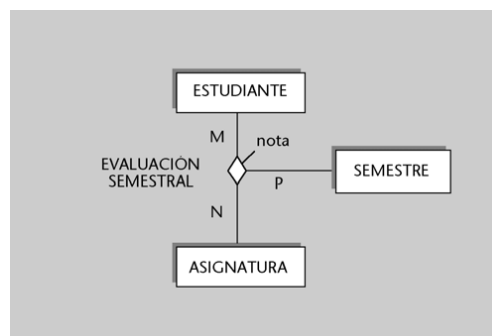 ESTUDIANTE
M
nota
EVALUACIÓN
SEMESTRAL
P
SEMESTRE
N
ASIGNATURA